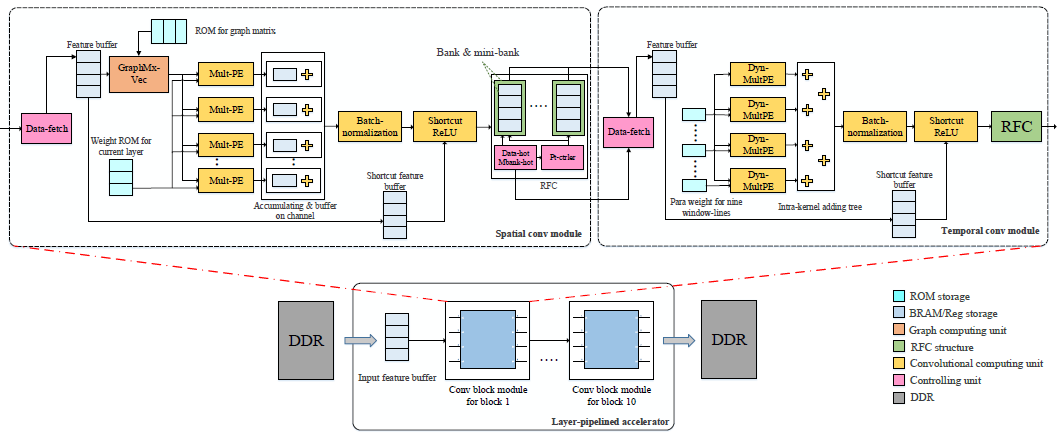 ROM for graph matrix
Feature buffer
GraphMx-
Vec
Data-fetch
Weight ROM for
current layer
Mult-PE
Mult-PE
Mult-PE
Mult-PE
Accumulating & buffer
on channel
Batch-
normalization
Shortcut
ReLU
Shortcut feature
buffer
Bank & mini-bank
Data-hot
Mbank-hot
Pt-ctrler
RFC
Spatial conv module
Data-fetch
Feature buffer
Dyn-
MultPE
Dyn-
MultPE
Dyn-
MultPE
Dyn-
MultPE
Para weight for nine
window-lines
Intra-kernel adding tree
Batch-
normalization
Shortcut
ReLU
RFC
Shortcut feature
buffer
Temporal conv module
DDR
Input feature buffer
Conv block module
for block 1
Conv block module
for block 10
Layer-pipelined accelerator
DDR
ROM storage
BRAM/Reg storage
Graph computing unit
RFC structure
Convolutional computing unit
Controlling unit
DDR